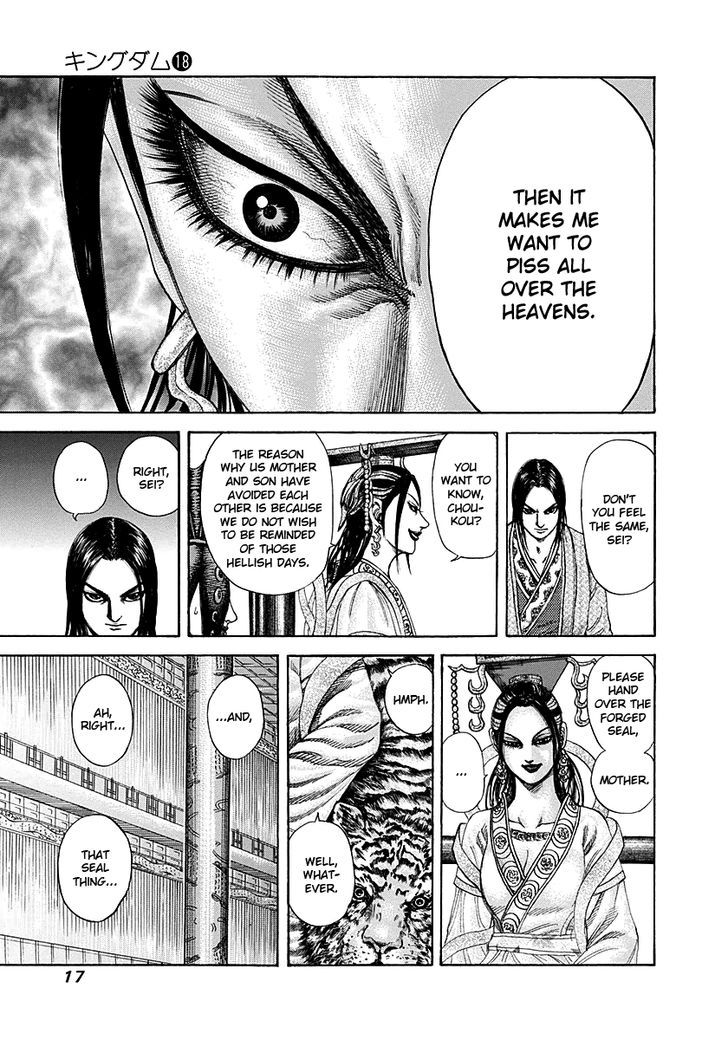 キングダム18
THEN IT
MAKES ME
WANT TO
PISS ALL
OVER THE
HEAVENS.
DON'T
YOU FEEL
THE SAME,
SEI?
YOU
WANT TO
KNOW,
CHOU-
KOU?
THE REASON
WHY US MOTHER
AND SON HAVE
AVOIDED EACH
OTHER IS BECAUSE
WE DO NOT WISH
TO BE REMINDED
OF THOSE
HELLISH DAYS.
RIGHT,
SEI?
...
PLEASE
HAND
OVER THE
FORGED
SEAL,
MOTHER.
...
HMPH.
WELL,
WHAT-
EVER.
...AND,
AH,
RIGHT...
THAT
SEAL
THING...
17